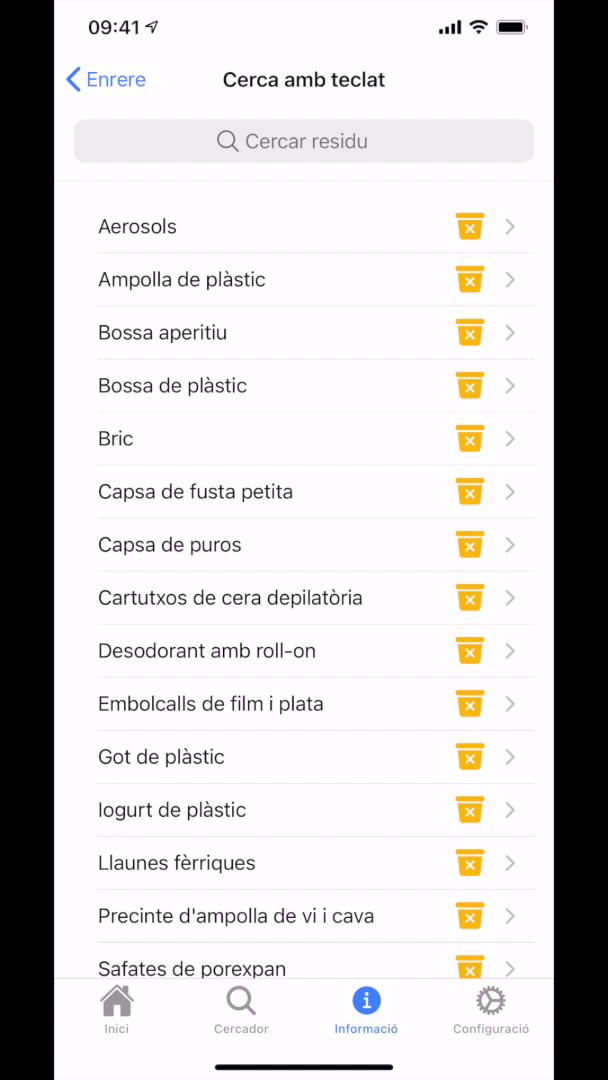 09:41
Enrere
Cerca amb teclat
Cercar residu
Aerosols
Ampolla de plàstic
Bossa aperitiu
Bossa de plàstic
Bric
Capsa de fusta petita
Capsa de puros
Cartutxos de cera depilatòria
Desodorant amb roll-on
Embolcalls de film i plata
Got de plàstic
Iogurt de plàstic
Llaunes fèrriques
Precinte d'ampolla de vi i cava
Safates de porexpan
Inici
Cercador
Informació
Configuració